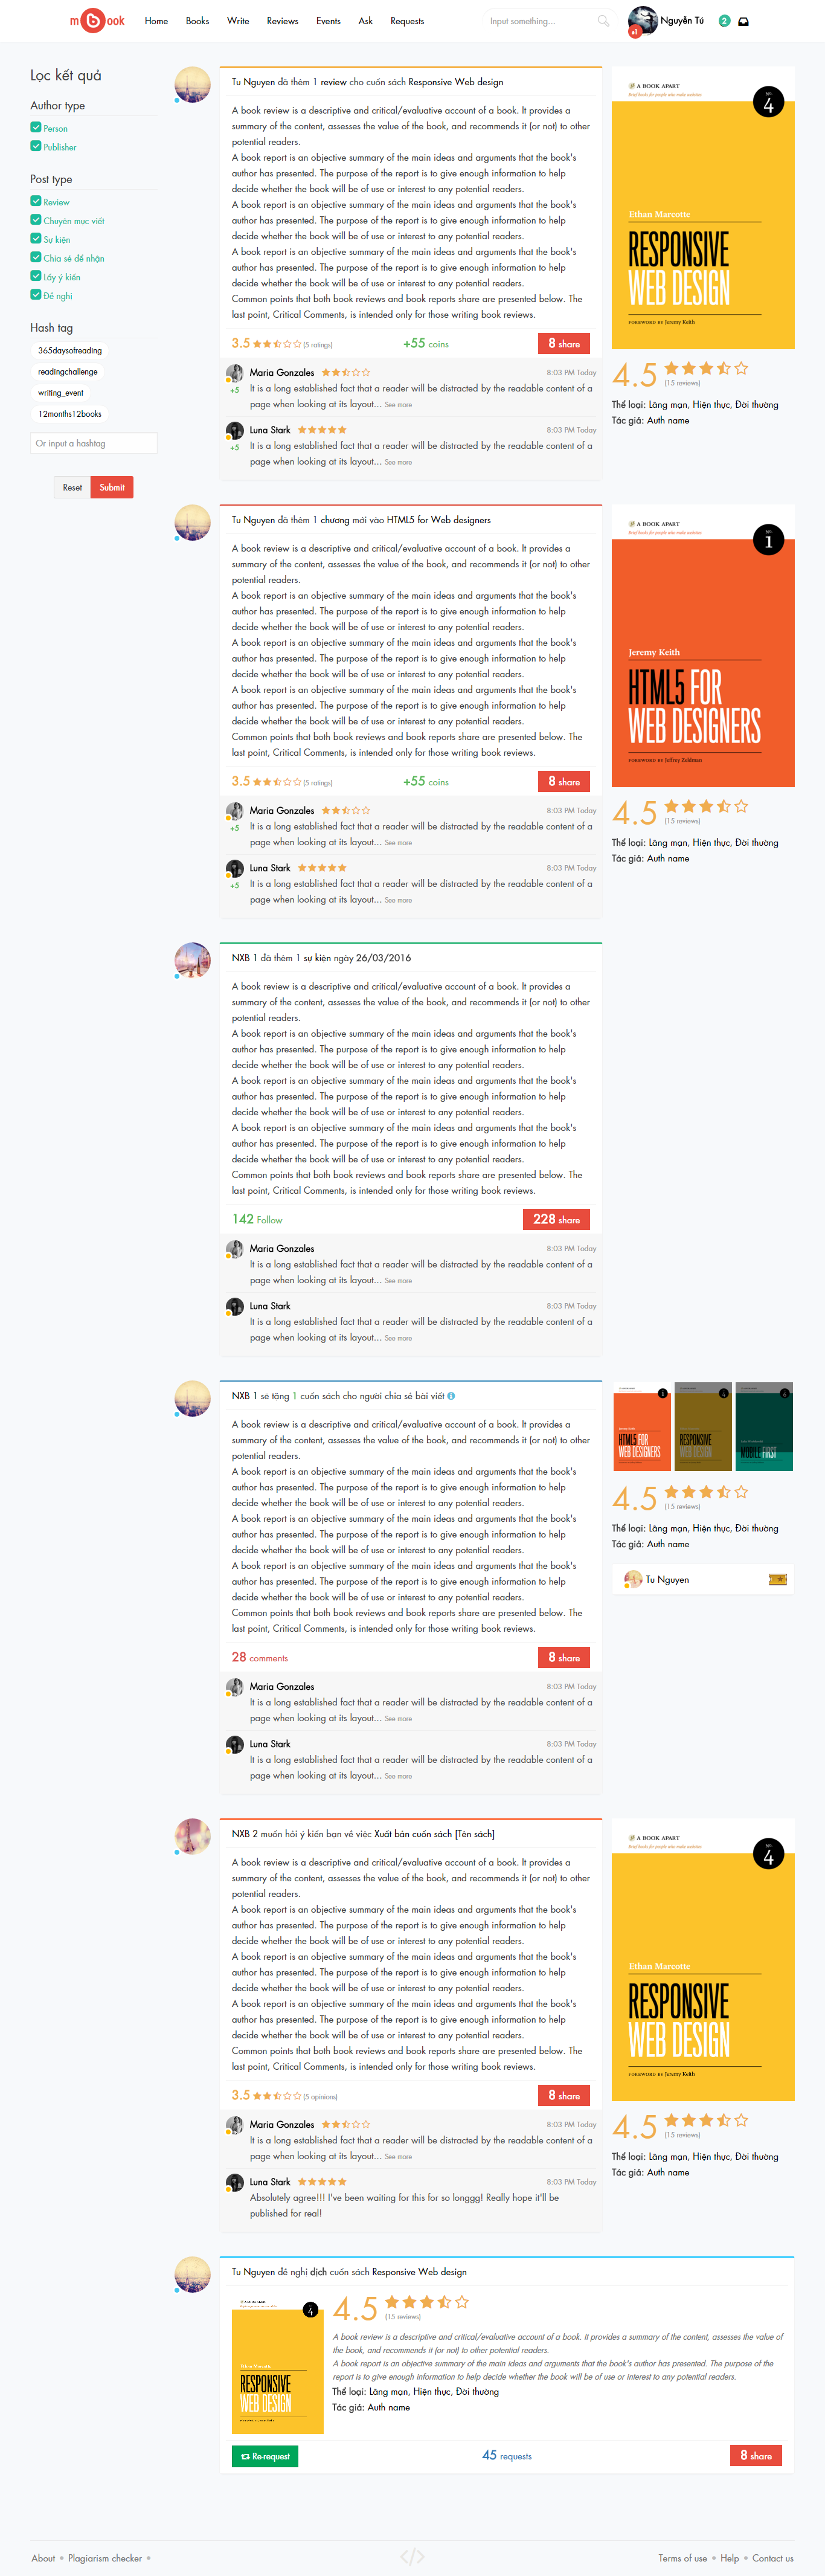 mbook
Home Books Write Reviews Events Ask Requests
Input something...
Nguyễn Tú
2
Lọc kết quả
Author type
Person
Publisher
Post type
Review
Chuyên mục viết
Sự kiện
Chia sẻ để nhận
Lấy ý kiến
Đề nghị
Hash tag
365daysofreading
readingchallenge
writing_event
12months12books
Or input a hashtag
Reset Submit
Tu Nguyen đã thêm 1 review cho cuốn sách Responsive Web design
A book review is a descriptive and critical/evaluative account of a book. It provides a
summary of the content, assesses the value of the book, and recommends it (or not) to other
potential readers.
A book report is an objective summary of the main ideas and arguments that the book's
author has presented. The purpose of the report is to give enough information to help
decide whether the book will be of use or interest to any potential readers.
A book report is an objective summary of the main ideas and arguments that the book's
author has presented. The purpose of the report is to give enough information to help
decide whether the book will be of use or interest to any potential readers.
A book report is an objective summary of the main ideas and arguments that the book's
author has presented. The purpose of the report is to give enough information to help
decide whether the book will be of use or interest to any potential readers.
Common points that both book reviews and book reports share are presented below. The
last point, Critical Comments, is intended only for those writing book reviews.
3.5 (5 ratings) +55 coins 8 share
Maria Gonzales 8:03 PM Today
+5
It is a long established fact that a reader will be distracted by the readable content of a
page when looking at its layout... See more
Luna Stark 8:03 PM Today
+5
It is a long established fact that a reader will be distracted by the readable content of a
page when looking at its layout... See more
A BOOK APART
Brief books for people who make websites
4
Ethan Marcotte
RESPONSIVE
WEB DESIGN
FOREWORD BY Jeremy Keith
4.5
(15 reviews)
Thể loại: Lãng mạn, Hiện thực, Đời thường
Tác giả: Auth name
Tu Nguyen đã thêm 1 chương mới vào HTML5 for Web designers
A book review is a descriptive and critical/evaluative account of a book. It provides a
summary of the content, assesses the value of the book, and recommends it (or not) to other
potential readers.
A book report is an objective summary of the main ideas and arguments that the book's
author has presented. The purpose of the report is to give enough information to help
decide whether the book will be of use or interest to any potential readers.
A book report is an objective summary of the main ideas and arguments that the book's
author has presented. The purpose of the report is to give enough information to help
decide whether the book will be of use or interest to any potential readers.
A book report is an objective summary of the main ideas and arguments that the book's
author has presented. The purpose of the report is to give enough information to help
decide whether the book will be of use or interest to any potential readers.
Common points that both book reviews and book reports share are presented below. The
last point, Critical Comments, is intended only for those writing book reviews.
3.5 (5 ratings) +55 coins 8 share
Maria Gonzales 8:03 PM Today
+5
It is a long established fact that a reader will be distracted by the readable content of a
page when looking at its layout... See more
Luna Stark 8:03 PM Today
+5
It is a long established fact that a reader will be distracted by the readable content of a
page when looking at its layout... See more
A BOOK APART
Brief books for people who make websites
1
Jeremy Keith
HTML5 FOR
WEB DESIGNERS
FOREWORD BY Jeffrey Zeldman
4.5
(15 reviews)
Thể loại: Lãng mạn, Hiện thực, Đời thường
Tác giả: Auth name
NXB 1 đã thêm 1 sự kiện ngày 26/03/2016
A book review is a descriptive and critical/evaluative account of a book. It provides a
summary of the content, assesses the value of the book, and recommends it (or not) to other
potential readers.
A book report is an objective summary of the main ideas and arguments that the book's
author has presented. The purpose of the report is to give enough information to help
decide whether the book will be of use or interest to any potential readers.
A book report is an objective summary of the main ideas and arguments that the book's
author has presented. The purpose of the report is to give enough information to help
decide whether the book will be of use or interest to any potential readers.
A book report is an objective summary of the main ideas and arguments that the book's
author has presented. The purpose of the report is to give enough information to help
decide whether the book will be of use or interest to any potential readers.
Common points that both book reviews and book reports share are presented below. The
last point, Critical Comments, is intended only for those writing book reviews.
142 Follow 228 share
Maria Gonzales 8:03 PM Today
It is a long established fact that a reader will be distracted by the readable content of a
page when looking at its layout... See more
Luna Stark 8:03 PM Today
It is a long established fact that a reader will be distracted by the readable content of a
page when looking at its layout... See more
NXB 1 sẽ tặng 1 cuốn sách cho người chia sẻ bài viết
A book review is a descriptive and critical/evaluative account of a book. It provides a
summary of the content, assesses the value of the book, and recommends it (or not) to other
potential readers.
A book report is an objective summary of the main ideas and arguments that the book's
author has presented. The purpose of the report is to give enough information to help
decide whether the book will be of use or interest to any potential readers.
A book report is an objective summary of the main ideas and arguments that the book's
author has presented. The purpose of the report is to give enough information to help
decide whether the book will be of use or interest to any potential readers.
A book report is an objective summary of the main ideas and arguments that the book's
author has presented. The purpose of the report is to give enough information to help
decide whether the book will be of use or interest to any potential readers.
Common points that both book reviews and book reports share are presented below. The
last point, Critical Comments, is intended only for those writing book reviews.
28 comments 8 share
Maria Gonzales 8:03 PM Today
It is a long established fact that a reader will be distracted by the readable content of a
page when looking at its layout... See more
Luna Stark 8:03 PM Today
It is a long established fact that a reader will be distracted by the readable content of a
page when looking at its layout... See more
HTML5 FOR
WEB DESIGNERS
RESPONSIVE
WEB DESIGN
MOBILE FIRST
4.5
(15 reviews)
Thể loại: Lãng mạn, Hiện thực, Đời thường
Tác giả: Auth name
Tu Nguyen
NXB 2 muốn hỏi ý kiến bạn về việc Xuất bản cuốn sách [Tên sách]
A book review is a descriptive and critical/evaluative account of a book. It provides a
summary of the content, assesses the value of the book, and recommends it (or not) to other
potential readers.
A book report is an objective summary of the main ideas and arguments that the book's
author has presented. The purpose of the report is to give enough information to help
decide whether the book will be of use or interest to any potential readers.
A book report is an objective summary of the main ideas and arguments that the book's
author has presented. The purpose of the report is to give enough information to help
decide whether the book will be of use or interest to any potential readers.
A book report is an objective summary of the main ideas and arguments that the book's
author has presented. The purpose of the report is to give enough information to help
decide whether the book will be of use or interest to any potential readers.
Common points that both book reviews and book reports share are presented below. The
last point, Critical Comments, is intended only for those writing book reviews.
3.5 (5 opinions) 8 share
Maria Gonzales 8:03 PM Today
It is a long established fact that a reader will be distracted by the readable content of a
page when looking at its layout... See more
Luna Stark 8:03 PM Today
Absolutely agree!!! I've been waiting for this for so longgg! Really hope it'll be
published for real!
A BOOK APART
Brief books for people who make websites
4
Ethan Marcotte
RESPONSIVE
WEB DESIGN
FOREWORD BY Jeremy Keith
4.5
(15 reviews)
Thể loại: Lãng mạn, Hiện thực, Đời thường
Tác giả: Auth name
Tu Nguyen đề nghị dịch cuốn sách Responsive Web design
4
Ethan Marcotte
RESPONSIVE
WEB DESIGN
4.5
(15 reviews)
A book review is a descriptive and critical/evaluative account of a book. It provides a summary of the content, assesses the value of
the book, and recommends it (or not) to other potential readers.
A book report is an objective summary of the main ideas and arguments that the book's author has presented. The purpose of the
report is to give enough information to help decide whether the book will be of use or interest to any potential readers.
Thể loại: Lãng mạn, Hiện thực, Đời thường
Tác giả: Auth name
Re-request 45 requests 8 share
About • Plagiarism checker •
</>
Terms of use • Help • Contact us